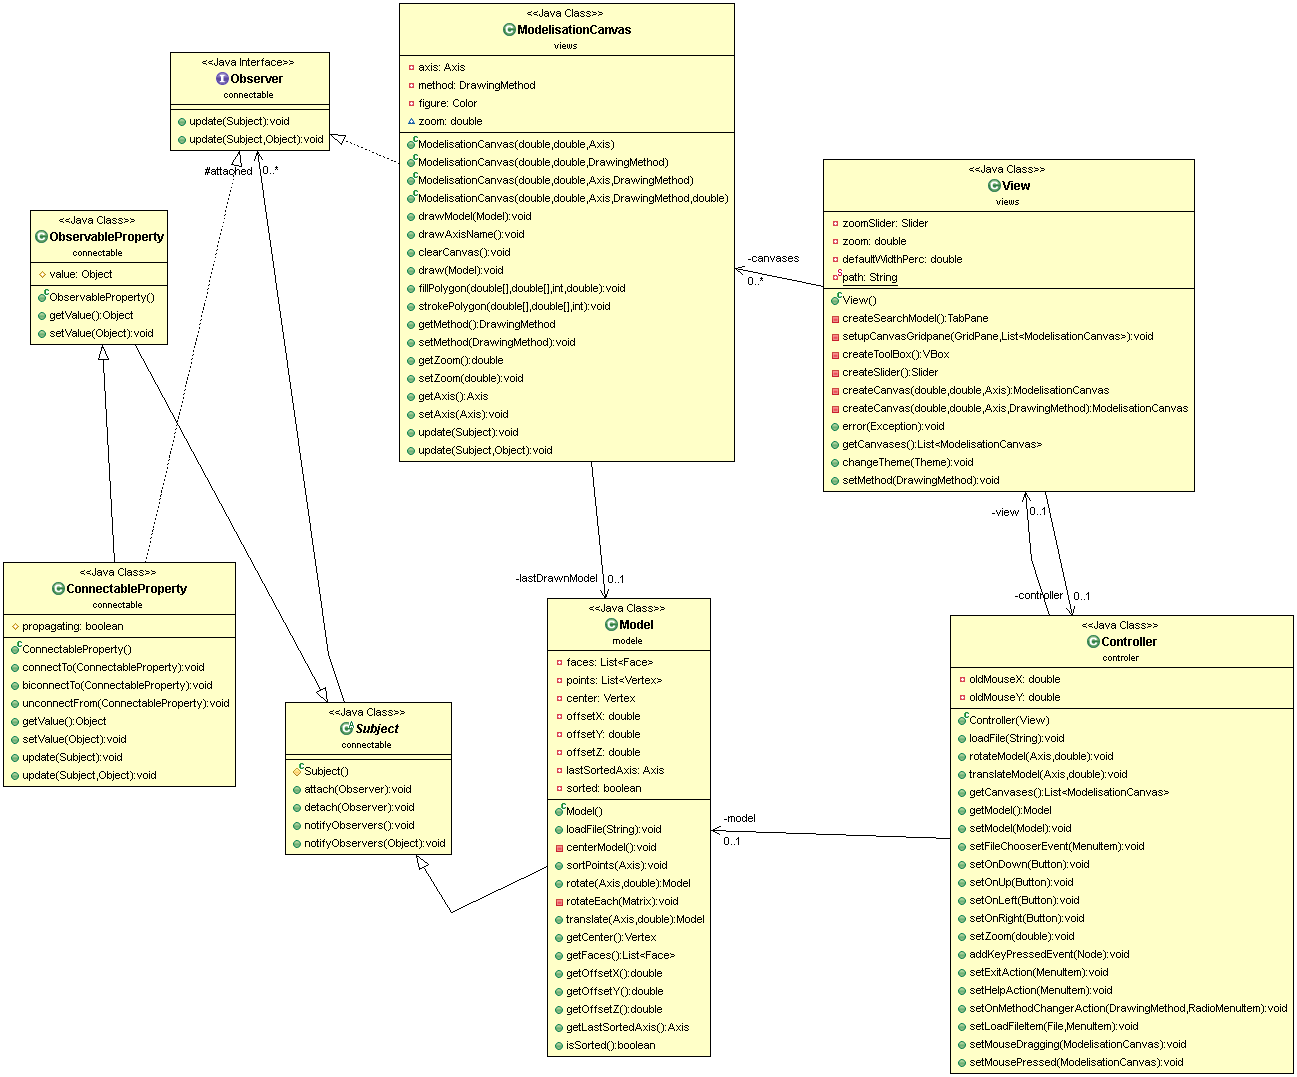 <<Java Class>>
ModelisationCanvas
views
axis: Axis
method: DrawingMethod
figure: Color
zoom: double
ModelisationCanvas(double,double,Axis)
ModelisationCanvas(double,double,DrawingMethod)
ModelisationCanvas(double,double,Axis,DrawingMethod)
ModelisationCanvas(double,double,Axis,DrawingMethod,double)
drawModel(Model):void
drawAxisName():void
clearCanvas():void
draw(Model):void
fillPolygon(double[],double[],int,double):void
strokePolygon(double[],double[],int):void
getMethod():DrawingMethod
setMethod(DrawingMethod):void
getZoom():double
setZoom(double):void
getAxis():Axis
setAxis(Axis):void
update(Subject):void
update(Subject,Object):void
<<Java Interface>>
Observer
connectable
update(Subject):void
update(Subject,Object):void
#attached
0..*
<<Java Class>>
ObservableProperty
connectable
value: Object
ObservableProperty()
getValue():Object
setValue(Object):void
<<Java Class>>
View
views
zoomSlider: Slider
zoom: double
defaultWidthPerc: double
path: String
View()
createSearchModel():TabPane
setupCanvasGridpane(GridPane,List<ModelisationCanvas>):void
createToolBox():VBox
createSlider():Slider
createCanvas(double,double,Axis):ModelisationCanvas
createCanvas(double,double,Axis,DrawingMethod):ModelisationCanvas
error(Exception):void
getCanvases():List<ModelisationCanvas>
changeTheme(Theme):void
setMethod(DrawingMethod):void
-canvases
0..*
-view
0..1
-controller
0..1
-lastDrawnModel
0..1
<<Java Class>>
ConnectableProperty
connectable
propagating: boolean
ConnectableProperty()
connectTo(ConnectableProperty):void
biconnectTo(ConnectableProperty):void
unconnectFrom(ConnectableProperty):void
getValue():Object
setValue(Object):void
update(Subject):void
update(Subject,Object):void
<<Java Class>>
Subject
connectable
Subject()
attach(Observer):void
detach(Observer):void
notifyObservers():void
notifyObservers(Object):void
<<Java Class>>
Model
modele
faces: List<Face>
points: List<Vertex>
center: Vertex
offsetX: double
offsetY: double
offsetZ: double
lastSortedAxis: Axis
sorted: boolean
Model()
loadFile(String):void
centerModel():void
sortPoints(Axis):void
rotate(Axis,double):Model
rotateEach(Matrix):void
translate(Axis,double):Model
getCenter():Vertex
getFaces():List<Face>
getOffsetX():double
getOffsetY():double
getOffsetZ():double
getLastSortedAxis():Axis
isSorted():boolean
-model
0..1
<<Java Class>>
Controller
controler
oldMouseX: double
oldMouseY: double
Controller(View)
loadFile(String):void
rotateModel(Axis,double):void
translateModel(Axis,double):void
getCanvases():List<ModelisationCanvas>
getModel():Model
setModel(Model):void
setFileChooserEvent(MenuItem):void
setOnDown(Button):void
setOnUp(Button):void
setOnLeft(Button):void
setOnRight(Button):void
setZoom(double):void
addKeyPressedEvent(Node):void
setExitAction(MenuItem):void
setHelpAction(MenuItem):void
setOnMethodChangerAction(DrawingMethod,RadioMenuItem):void
setLoadFileItem(File,MenuItem):void
setMouseDragging(ModelisationCanvas):void
setMousePressed(ModelisationCanvas):void